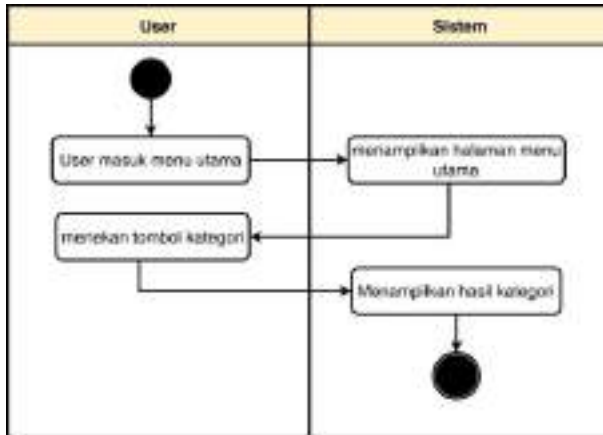 User
Sistem
User masuk menu utama
menampilkan halaman menu
utama
menekan tombol kategori
Menampilkan hasil kategori